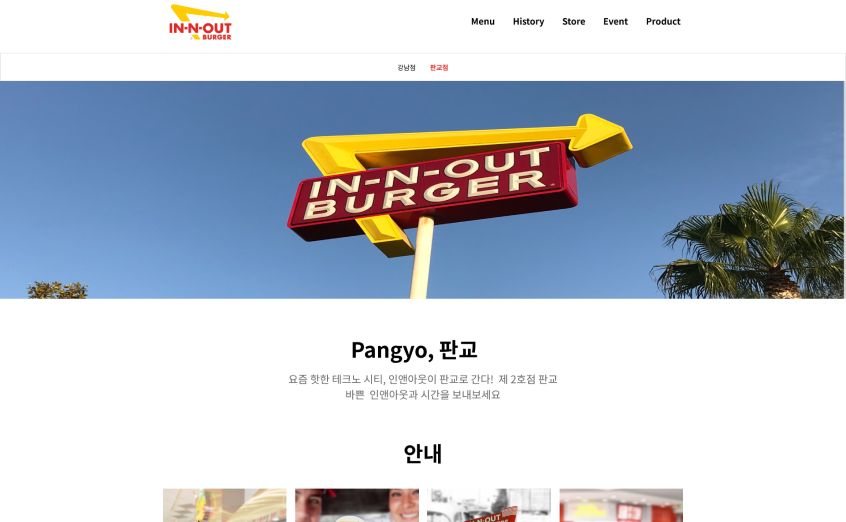 IN-N-OUT
BURGER
Menu History Store Event Product
강남점 판교점
IN-N-OUT
BURGER
Pangyo, 판교
요즘 핫한 테크노 시티, 인앤아웃이 판교로 간다! 제 2호점 판교
바쁜 인앤아웃과 시간을 보내보세요
안내